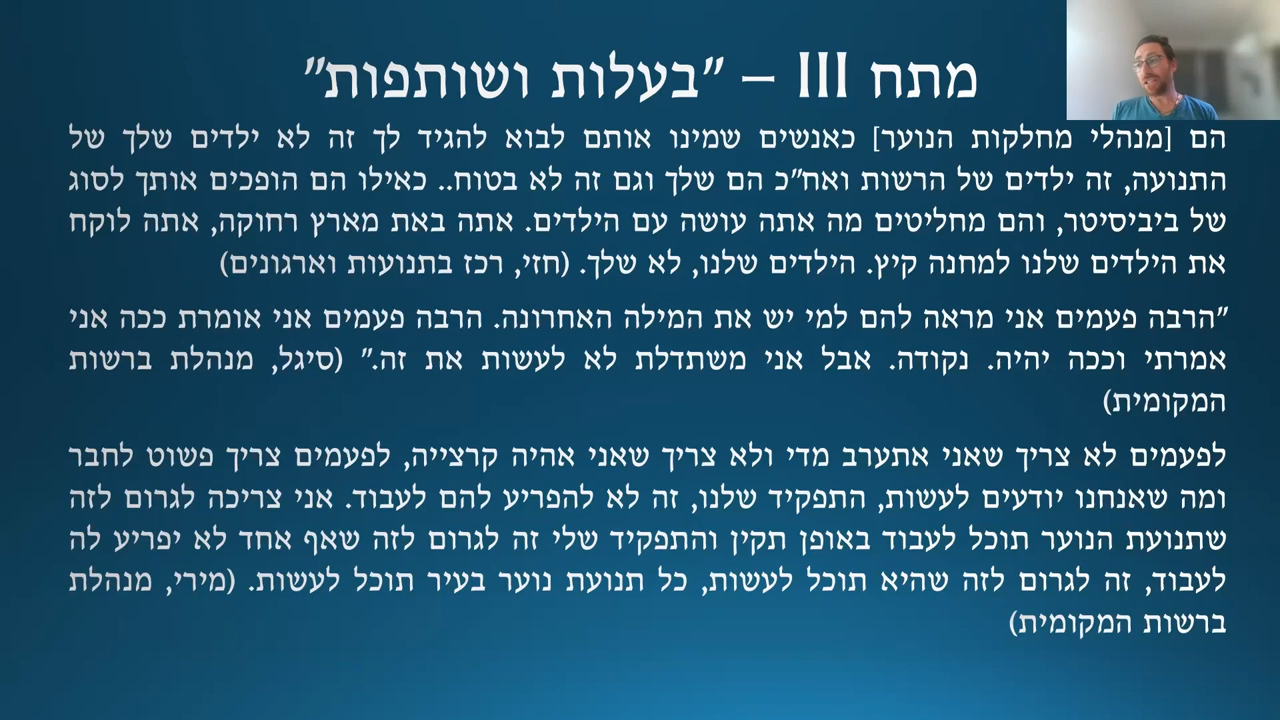 מתח III – "בעלות ושותפות"
הם [מנהלי מחלקות הנוער] כאנשים שמינו אותם לבוא להגיד לך זה לא ילדים שלך של
התנועה, זה ילדים של הרשות ואח"כ הם שלך וגם זה לא בטוח.. כאילו הם הופכים אותך לסוג
של ביביסיטר, והם מחליטים מה אתה עושה עם הילדים. אתה באת מארץ רחוקה, אתה לוקח
את הילדים שלנו למחנה קיץ. הילדים שלנו, לא שלך. (חזי, רכז בתנועות וארגונים)
"הרבה פעמים אני מראה להם למי יש את המילה האחרונה. הרבה פעמים אני אומרת ככה אני
אמרתי וככה יהיה. נקודה. אבל אני משתדלת לא לעשות את זה." (סיגל, מנהלת ברשות
המקומית)
לפעמים לא צריך שאני אתערב מדי ולא צריך שאני אהיה קרצייה, לפעמים צריך פשוט לחבר
ומה שאנחנו יודעים לעשות, התפקיד שלנו, זה לא להפריע להם לעבוד. אני צריכה לגרום לזה
שתנועת הנוער תוכל לעבוד באופן תקין והתפקיד שלי זה לגרום לזה שאף אחד לא יפריע לה
לעבוד, זה לגרום לזה שהיא תוכל לעשות, כל תנועת נוער בעיר תוכל לעשות. (מירי, מנהלת
ברשות המקומית)